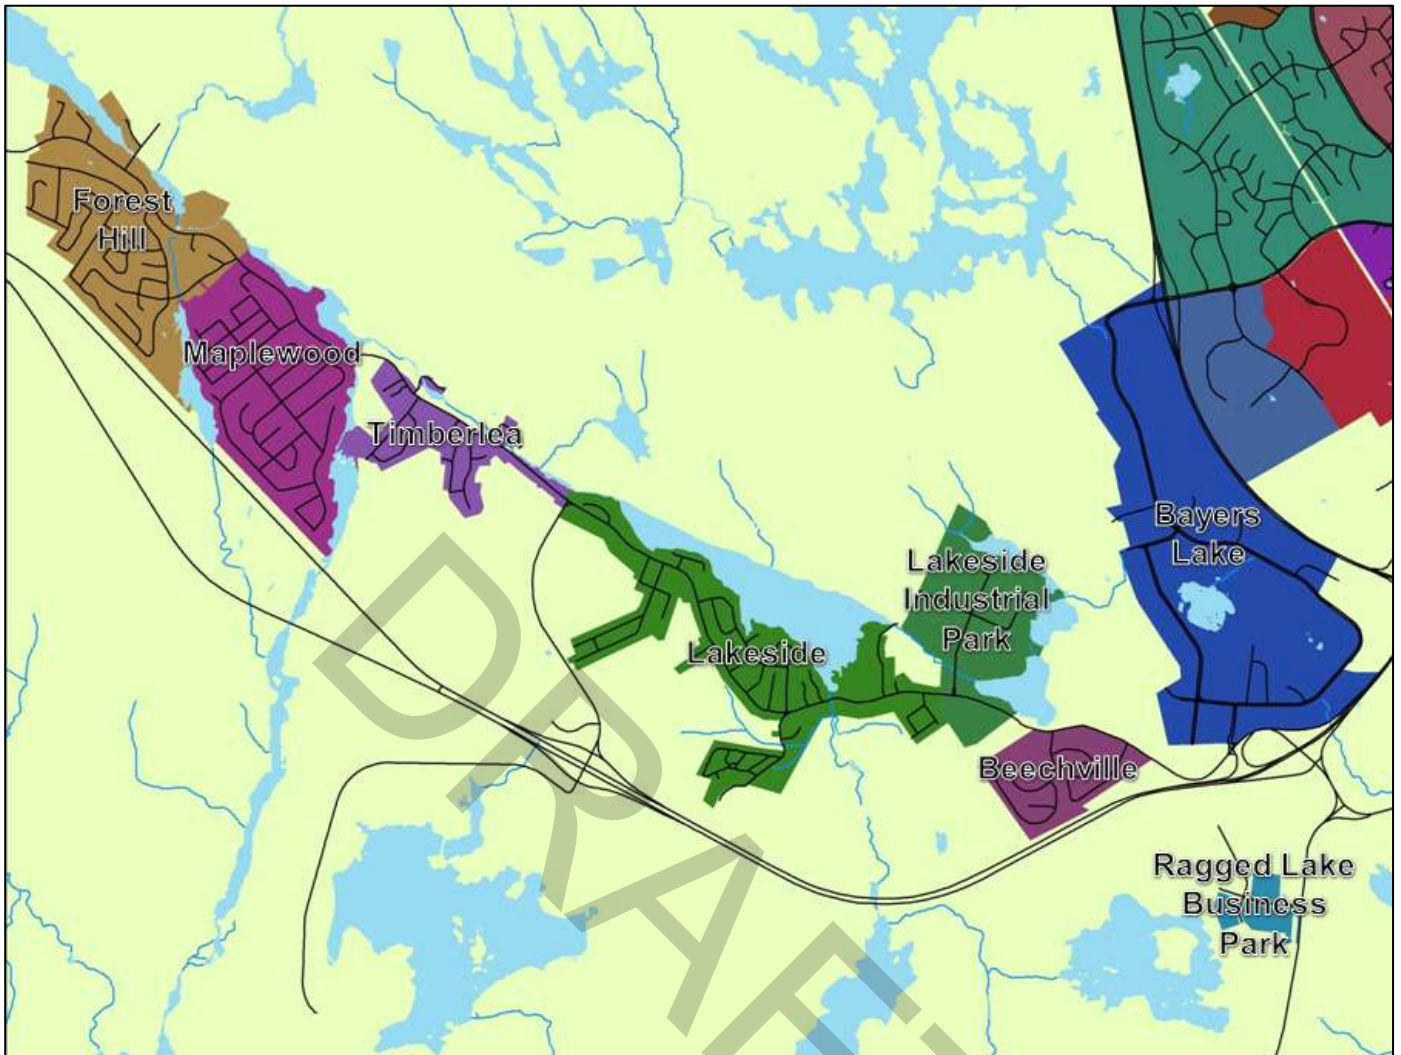 Forest
Hill
Maplewood
Timberlea
Bayers
Lake
Lakeside
Industrial
Park
Lakeside
Beechville
Ragged Lake
Business
Park
DRAFT